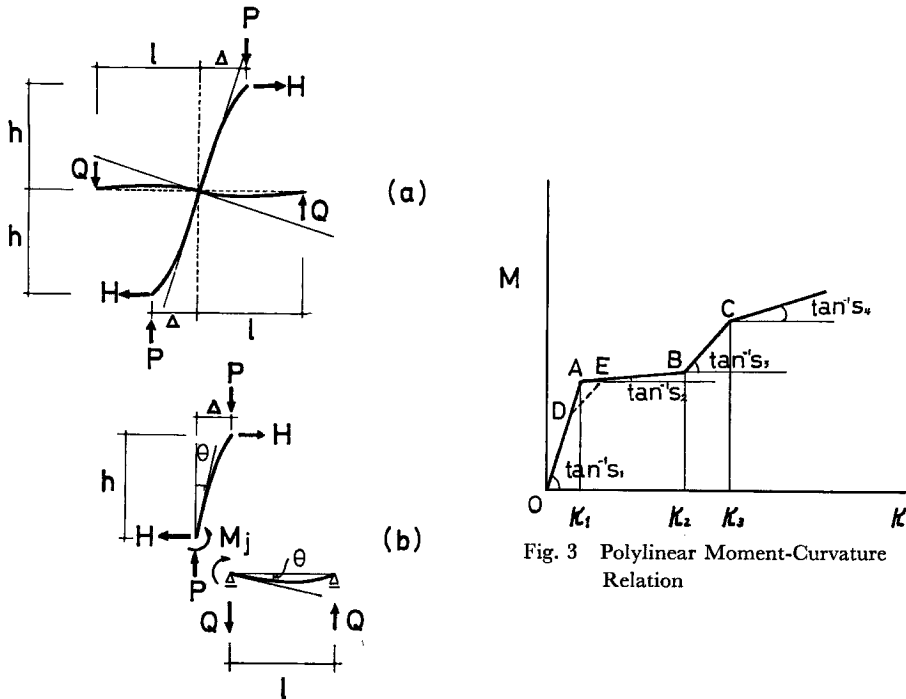 P
l
Δ
H
h
Q
(a)
Q
h
H
Δ
l
P
P
Δ
H
θ
h
H
Mj
(b)
P
θ
Q
Q
l
M
C
tan⁻¹s₄
A
E
B
tan⁻¹s₃
D
tan⁻¹s₂
tan⁻¹s₁
O
K₁
K₂
K₃
K
Fig. 3 Polylinear Moment-Curvature
Relation